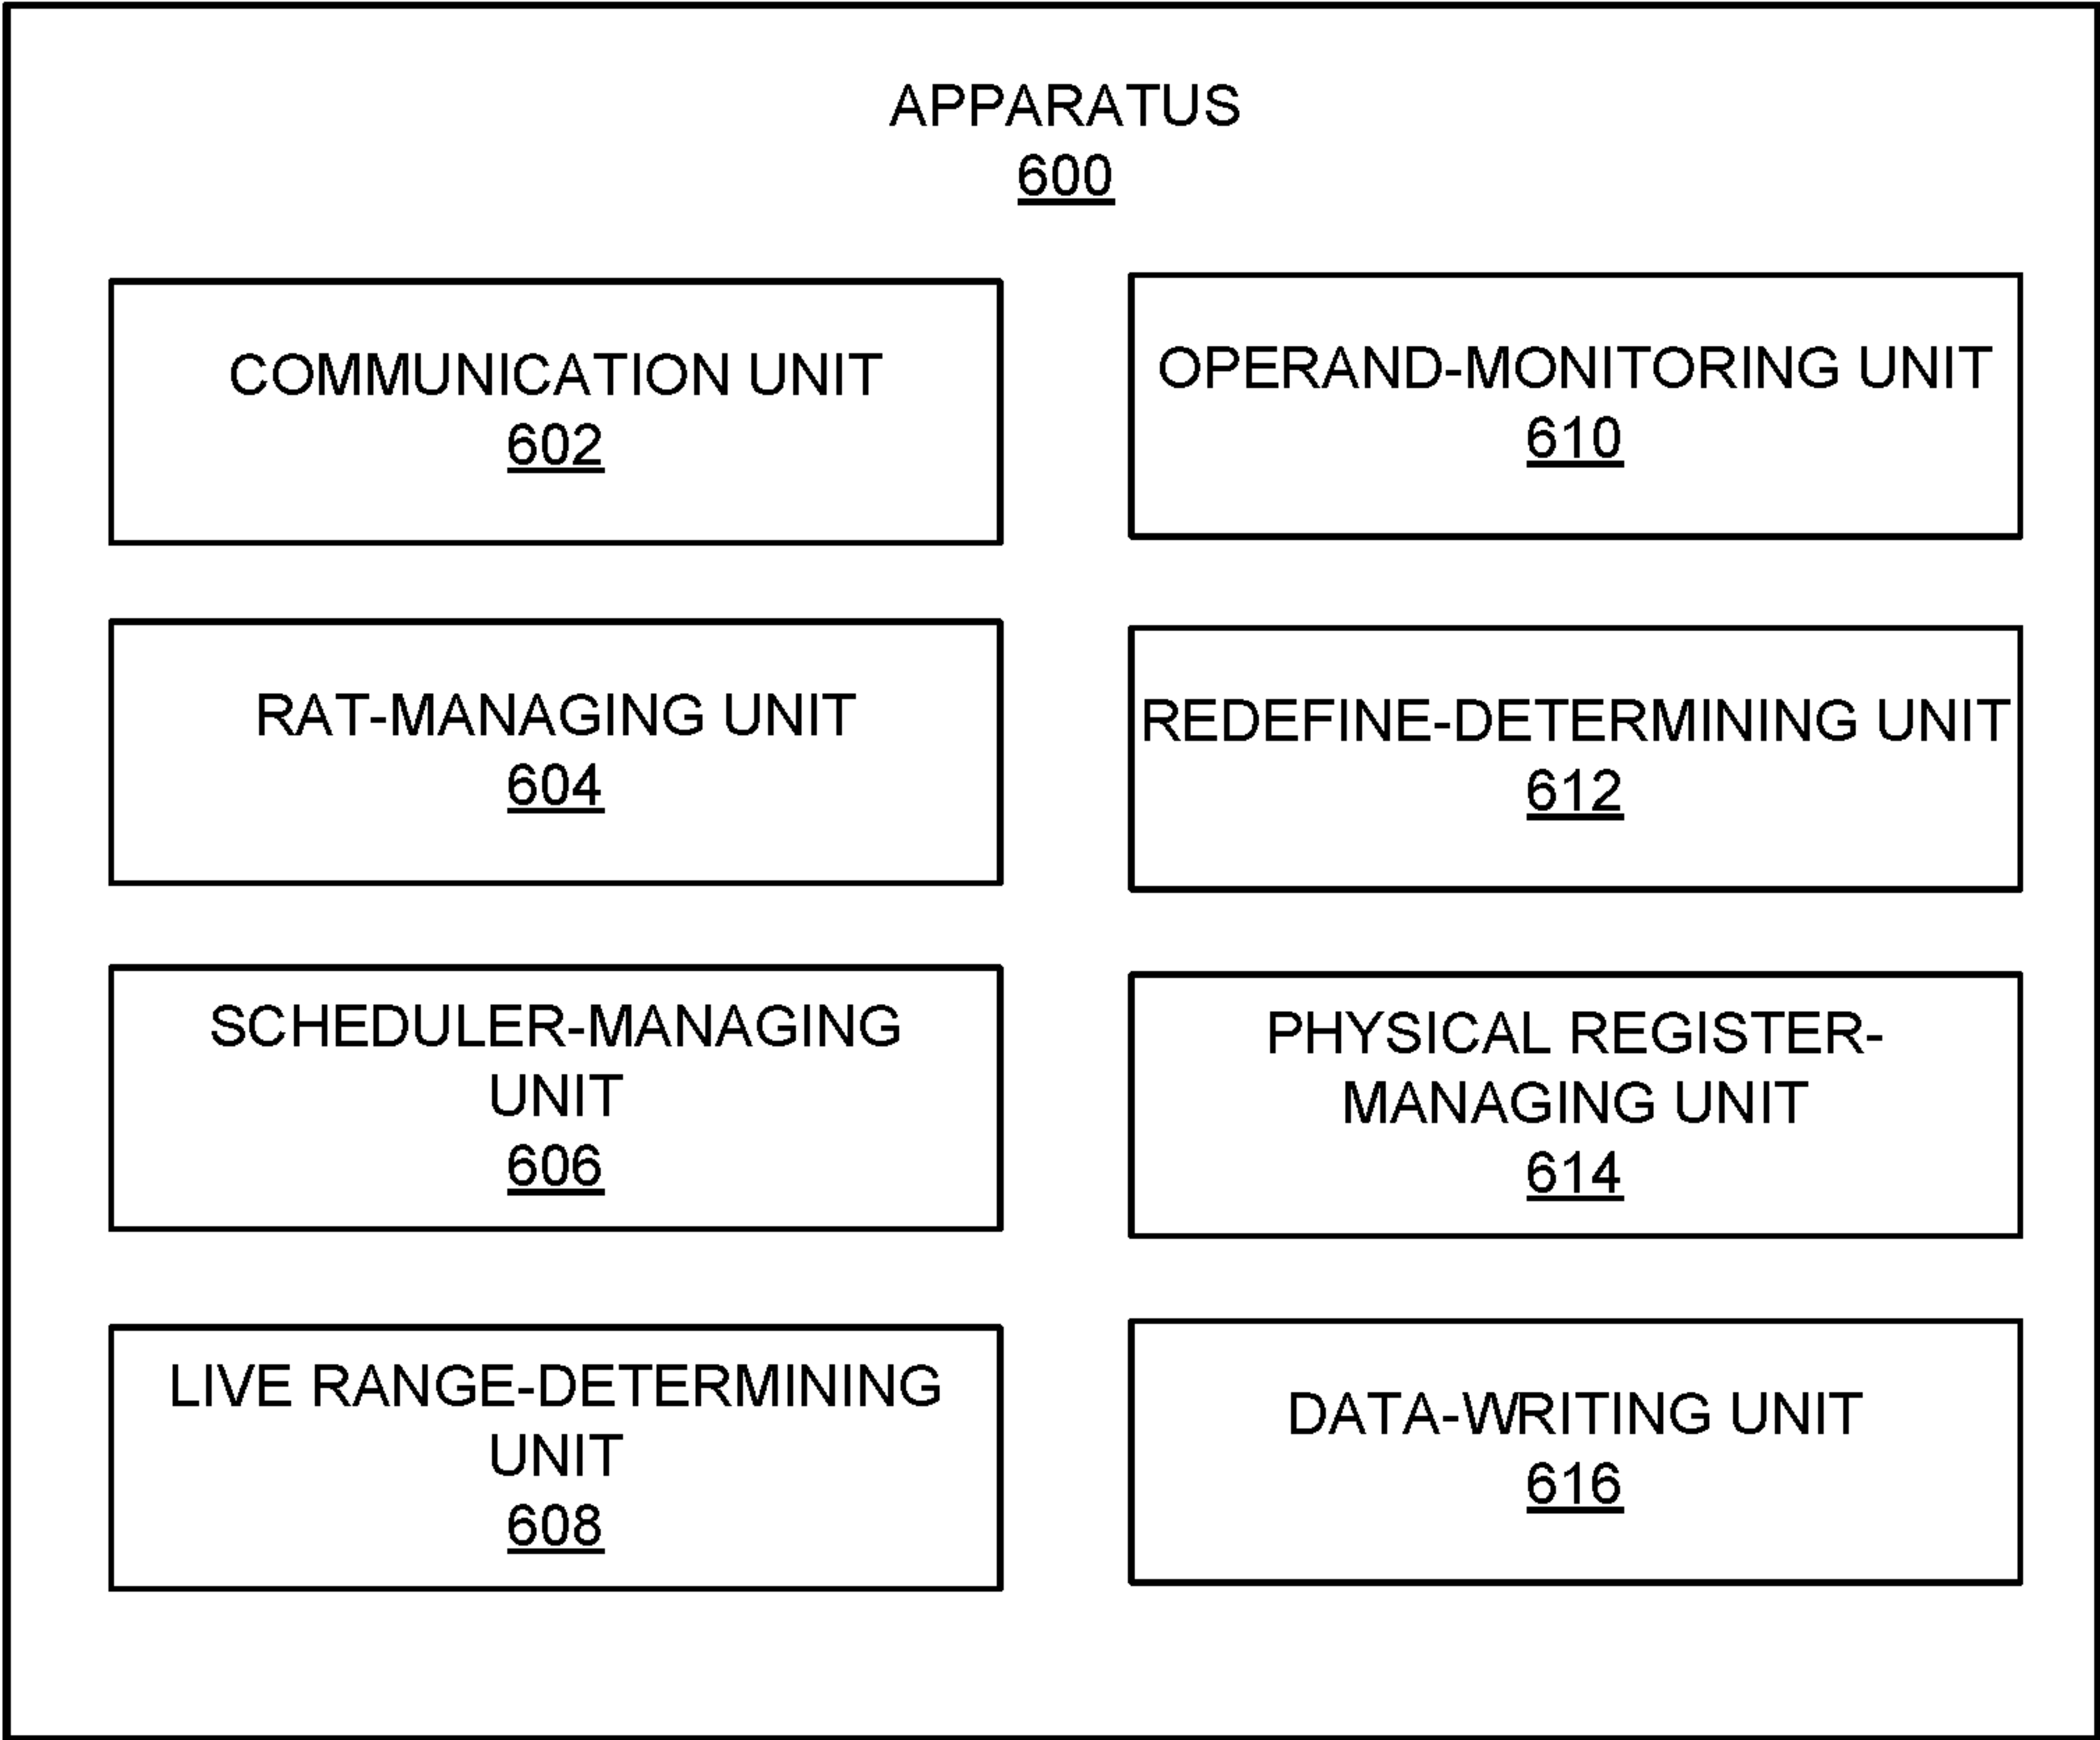 APPARATUS
600
COMMUNICATION UNIT
602
RAT-MANAGING UNIT
604
SCHEDULER-MANAGING
UNIT
606
LIVE RANGE-DETERMINING
UNIT
608
OPERAND-MONITORING UNIT
610
REDEFINE-DETERMINING UNIT
612
PHYSICAL REGISTER-
MANAGING UNIT
614
DATA-WRITING UNIT
616